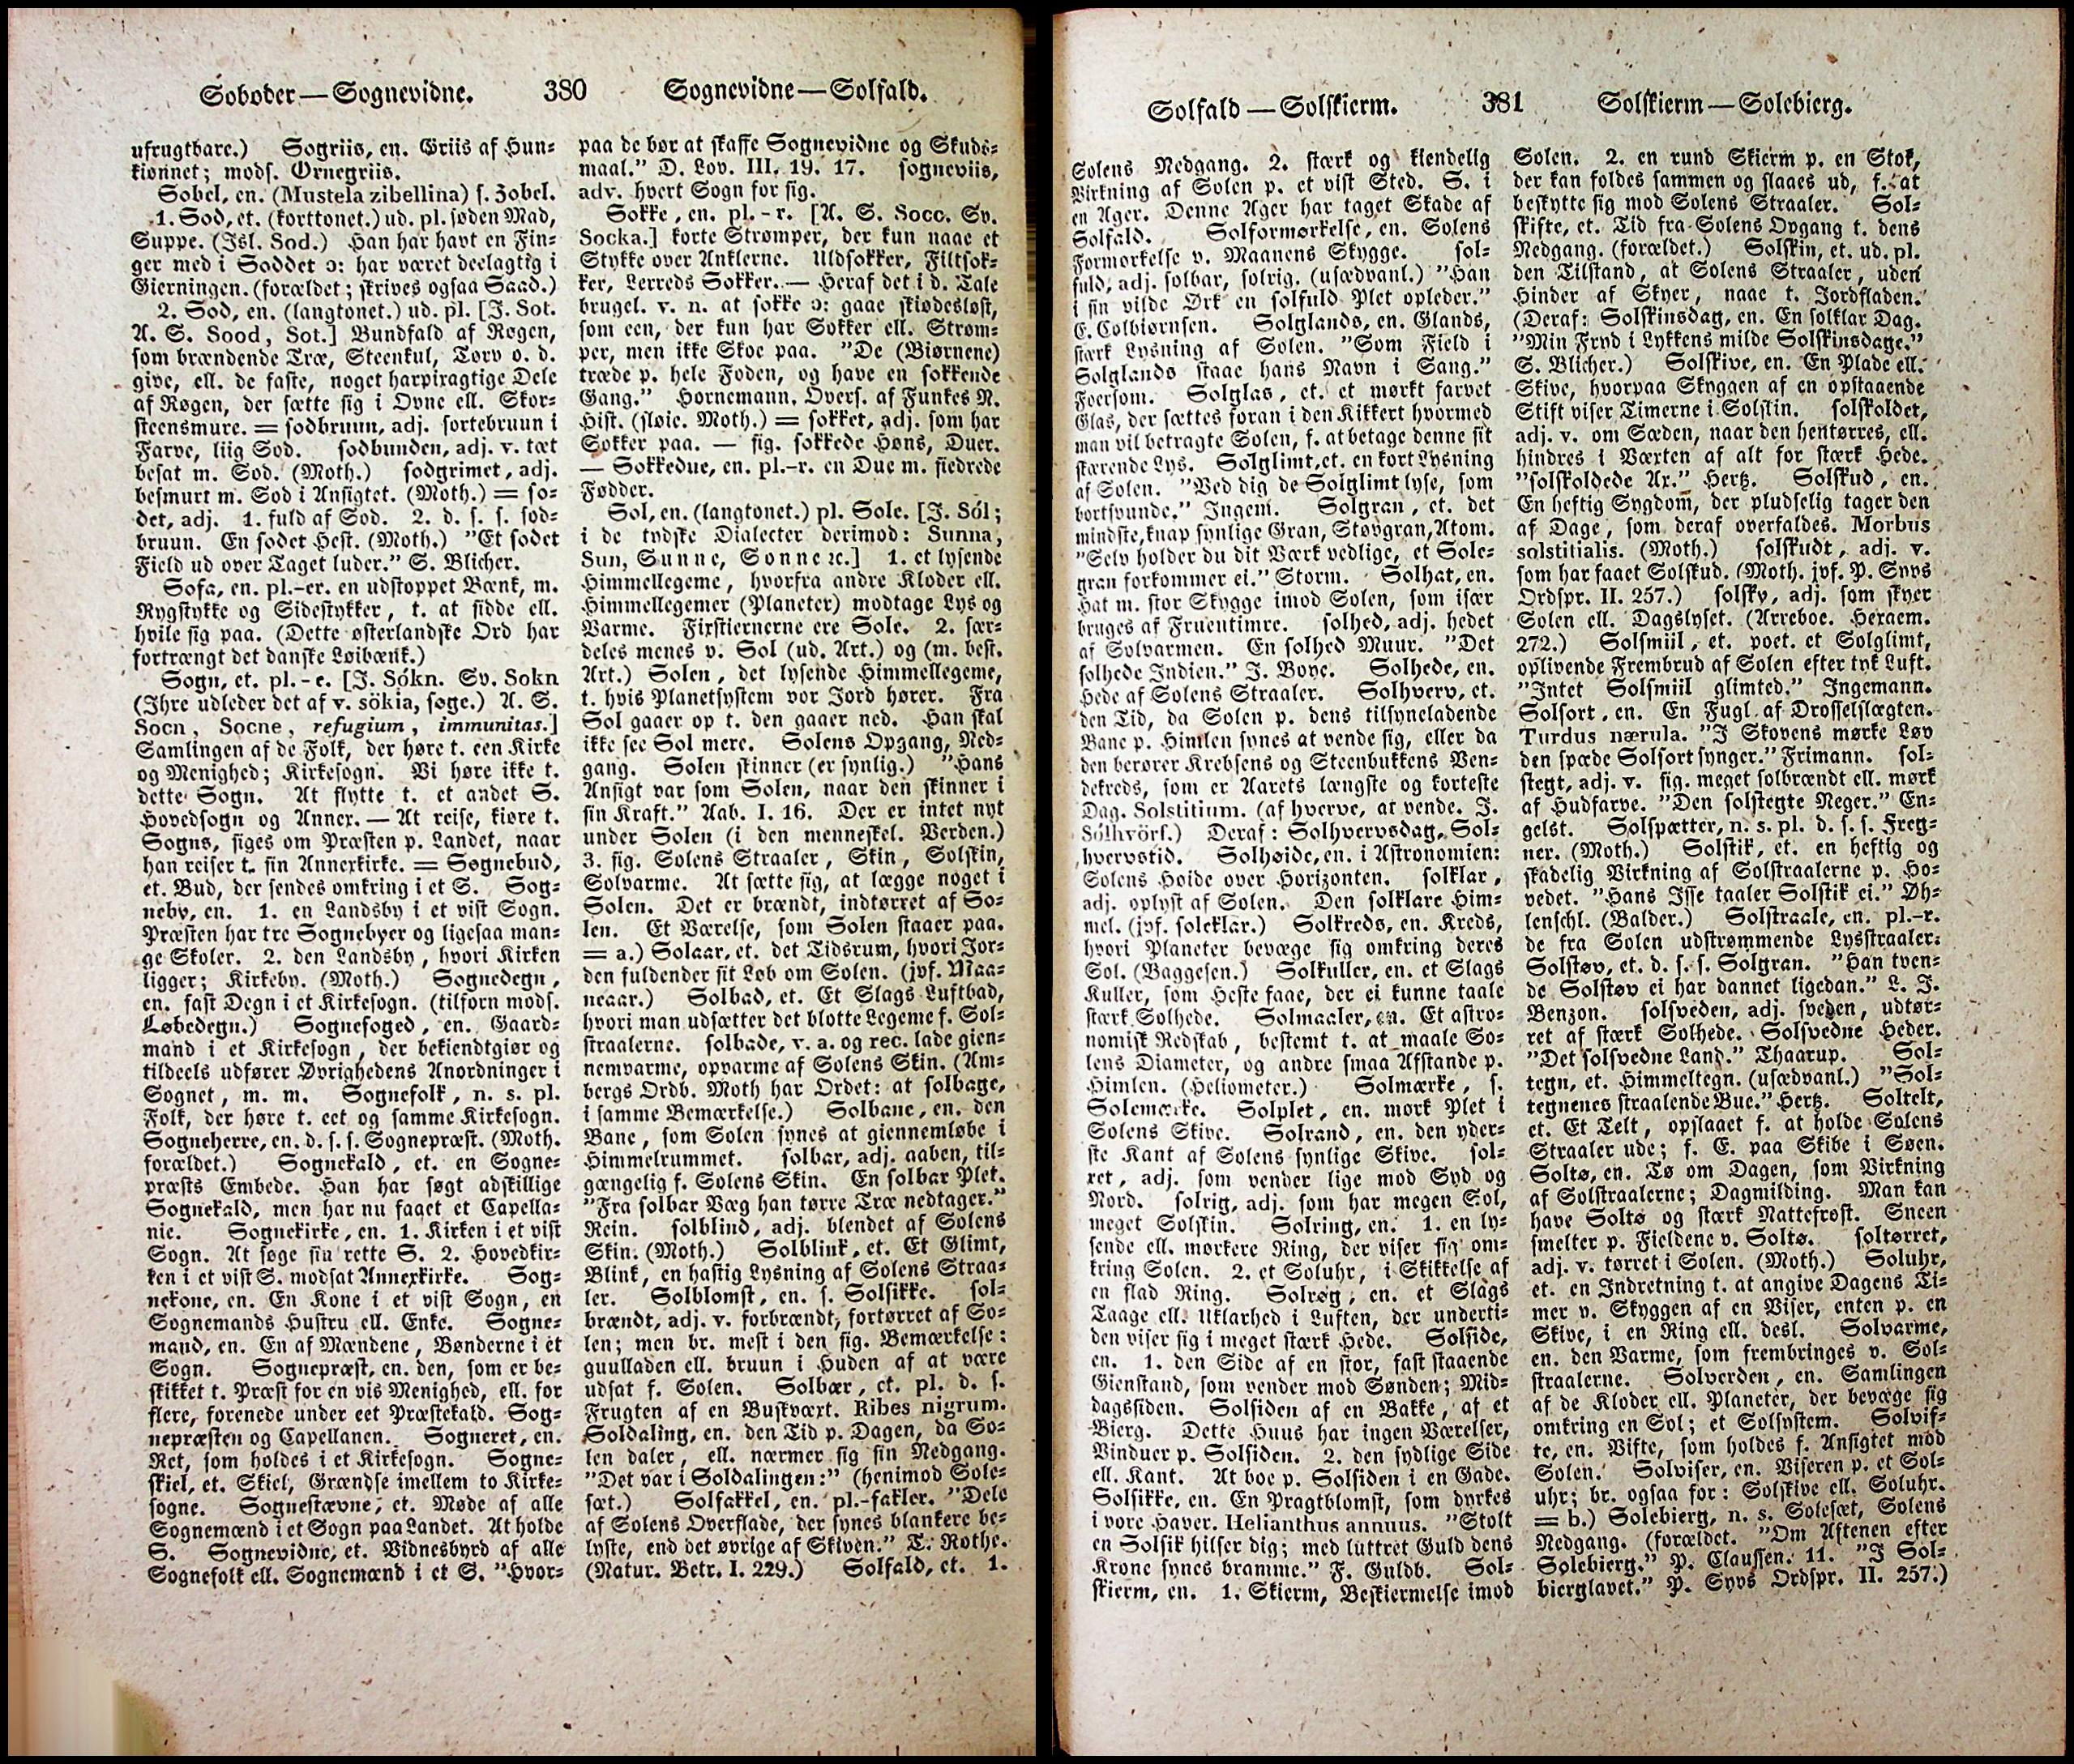 Soboder — Sognevidne. 380 Sognevidne — Solfald.
ufrugtbare.) Sogriis, en. Griis af Hun-
kiønnet; mods. Ornegriis.
Sobel, en. (Mustela zibellina) s. Zobel.
1. Sod, et. (korttonet.) ud. pl. søden Mad,
Suppe. (Isl. Sod.) Han har havt en Fin-
ger med i Soddet ɔ: har været deelagtig i
Gierningen. (forældet; skrives ogsaa Saad.)
2. Sod, en. (langtonet.) ud. pl. [J. Sot.
A. S. Sood, Sot.] Bundfald af Røgen,
som brændende Træ, Steenkul, Tørv o. d.
give, ell. de faste, noget harpixagtige Dele
af Røgen, der sætte sig i Ovne ell. Skor-
steensmure. = sodbruun, adj. sortebruun i
Farve, liig Sod. sodbunden, adj. v. tæt
besat m. Sod. (Moth.) sodgrimet, adj.
besmurt m. Sod i Ansigtet. (Moth.) = so-
det, adj. 1. fuld af Sod. 2. d. s. s. sod-
bruun. En sodet Hest. (Moth.) "Et sodet
Field ud over Taget luder." S. Blicher.
Sofa, en. pl.-er. en udstoppet Bænk, m.
Rygstykke og Sidestykker, t. at sidde ell.
hvile sig paa. (Dette østerlandske Ord har
fortrængt det danske Løibænk.)
Sogn, et. pl. - e. [J. Sókn. Sv. Sokn
(Ihre udleder det af v. sökia, søge.) A. S.
Socn, Socne, refugium, immunitas.]
Samlingen af de Folk, der høre t. een Kirke
og Menighed; Kirkesogn. Vi høre ikke t.
dette Sogn. At flytte t. et andet S.
Hovedsogn og Annex. — At reise, kiøre t.
Sogns, siges om Præsten p. Landet, naar
han reiser t. sin Annexkirke. = Sognebud,
et. Bud, der sendes omkring i et S. Sog-
neby, en. 1. en Landsby i et vist Sogn.
Præsten har tre Sognebyer og ligesaa man-
ge Skoler. 2. den Landsby, hvori Kirken
ligger; Kirkeby. (Moth.) Sognedegn,
en. fast Degn i et Kirkesogn. (tilforn mods.
Løbedegn.) Sognefoged, en. Gaard-
mand i et Kirkesogn, der bekiendtgiør og
tildeels udfører Øvrighedens Anordninger i
Sognet, m. m. Sognefolk, n. s. pl.
Folk, der høre t. eet og samme Kirkesogn.
Sogneherre, en. d. s. s. Sognepræst. (Moth.
forældet.) Sognekald, et. en Sogne-
præsts Embede. Han har søgt adskillige
Sognekald, men har nu faaet et Capella-
nie. Sognekirke, en. 1. Kirken i et vist
Sogn. At søge sin rette S. 2. Hovedkir-
ken i et vist S. modsat Annexkirke. Sog-
nekone, en. En Kone i et vist Sogn, en
Sognemands Hustru ell. Enke. Sogne-
mand, en. En af Mændene, Bønderne i et
Sogn. Sognepræst, en. den, som er be-
skikket t. Præst for en vis Menighed, ell. for
flere, forenede under eet Præstekald. Sog-
nepræsten og Capellanen. Sogneret, en.
Ret, som holdes i et Kirkesogn. Sogne-
skiel, et. Skiel, Grændse imellem to Kirke-
sogne. Sognestævne, et. Møde af alle
Sognemænd i et Sogn paa Landet. At holde
S. Sognevidne, et. Vidnesbyrd af alle
Sognefolk ell. Sognemænd i et S. "Hvor-
paa de bør at skaffe Sognevidne og Skuds-
maal." D. Lov. III. 19. 17. sogneviis,
adv. hvert Sogn for sig.
Sokke, en. pl. - r. [A. S. Socc. Sv.
Socka.] korte Strømper, der kun naae et
Stykke over Anklerne. Uldsokker, Filtsok-
ker, Lerreds Sokker. — Heraf det i d. Tale
brugel. v. n. at sokke ɔ: gaae skiødesløst,
som een, der kun har Sokker ell. Strøm-
per, men ikke Skoe paa. "De (Biørnene)
træde p. hele Foden, og have en sokkende
Gang." Hornemann, Overs. af Funkes N.
Hist. (sløic. Moth.) = sokket, adj. som har
Sokker paa. — fig. sokkede Høns, Duer.
— Sokkedue, en. pl.-r. en Due m. fiedrede
Fødder.
Sol, en. (langtonet.) pl. Sole. [J. Sól;
i de tydske Dialecter derimod: Sunna,
Sun, Sunne, Sonne ꝛc.] 1. et lysende
Himmellegeme, hvorfra andre Kloder ell.
Himmellegemer (Planeter) modtage Lys og
Varme. Fixstiernerne ere Sole. 2. sær-
deles menes v. Sol (ud. Art.) og (m. best.
Art.) Solen, det lysende Himmellegeme,
t. hvis Planetsystem vor Jord hører. Fra
Sol gaaer op t. den gaaer ned. Han skal
ikke see Sol mere. Solens Opgang, Ned-
gang. Solen skinner (er synlig.) "Hans
Ansigt var som Solen, naar den skinner i
sin Kraft." Aab. I. 16. Der er intet nyt
under Solen (i den menneskel. Verden.)
3. fig. Solens Straaler, Skin, Solskin,
Solvarme. At sætte sig, at lægge noget i
Solen. Det er brændt, indtørret af So-
len. Et Værelse, som Solen staaer paa.
= a.) Solaar, et. det Tidsrum, hvori Jor-
den fuldender sit Løb om Solen. (jvf. Maa-
neaar.) Solbad, et. Et Slags Luftbad,
hvori man udsætter det blotte Legeme f. Sol-
straalerne. solbade, v. a. og rec. lade gien-
nemvarme, opvarme af Solens Skin. (Am-
bergs Ordb. Moth har Ordet: at solbage,
i samme Bemærkelse.) Solbane, en. den
Bane, som Solen synes at giennemløbe i
Himmelrummet. solbar, adj. aaben, til-
gængelig f. Solens Skin. En solbar Plet.
"Fra solbar Væg han tørre Træ nedtager."
Rein. solblind, adj. blendet af Solens
Skin. (Moth.) Solblink, et. Et Glimt,
Blink, en hastig Lysning af Solens Straa-
ler. Solblomst, en. s. Solsikke. sol-
brændt, adj. v. forbrændt, fortørret af So-
len; men br. mest i den fig. Bemærkelse:
guulladen ell. bruun i Huden af at være
udsat f. Solen. Solbær, et. pl. d. s.
Frugten af en Buskvæxt. Ribes nigrum.
Soldaling, en. den Tid p. Dagen, da So-
len daler, ell. nærmer sig sin Nedgang.
"Det var i Soldalingen:" (henimod Sole-
sæt.) Solfakkel, en. pl.-fakler. "Dele
af Solens Overflade, der synes blankere be-
lyste, end det øvrige af Skiven." T. Rothe.
(Natur. Betr. I. 229.) Solfald, et. 1.
Solfald — Solskierm. 381 Solskierm — Solebierg.
Solens Nedgang. 2. stærk og kiendelig
Virkning af Solen p. et vist Sted. S. i
en Ager. Denne Ager har taget Skade af
Solfald. Solformørkelse, en. Solens
Formørkelse v. Maanens Skygge. sol-
fuld, adj. solbar, solrig. (usædvanl.) "Han
i sin vilde Ørk en solfuld Plet opleder."
C. Colbiørnsen. Solglands, en. Glands,
stærk Lysning af Solen. "Som Field i
Solglands staae hans Navn i Sang."
Foersom. Solglas, et. et mørkt farvet
Glas, der sættes foran i den Kikkert hvormed
man vil betragte Solen, f. at betage denne sit
skærende Lys. Solglimt, et. en kort Lysning
af Solen. "Ved dig de Solglimt lyse, som
bortsvunde." Ingem. Solgran, et. det
mindste, knap synlige Gran, Støvgran, Atom.
"Selv holder du dit Værk vedlige, et Sole-
gran forkommer ei." Storm. Solhat, en.
Hat m. stor Skygge imod Solen, som især
bruges af Fruentimre. solhed, adj. hedet
af Solvarmen. En solhed Muur. "Det
solhede Indien." J. Boye. Solhede, en.
Hede af Solens Straaler. Solhverv, et.
den Tid, da Solen p. dens tilsyneladende
Bane p. Himlen synes at vende sig, eller da
den berører Krebsens og Steenbukkens Ven-
dekreds, som er Aarets længste og korteste
Dag. Solstitium. (af hverve, at vende. J.
Sólhvörf.) Deraf: Solhvervsdag, Sol-
hvervstid. Solhøide, en. i Astronomien:
Solens Høide over Horizonten. solklar,
adj. oplyst af Solen. Den solklare Him-
mel. (jvf. soleklar.) Solkreds, en. Kreds,
hvori Planeter bevæge sig omkring deres
Sol. (Baggesen.) Solkuller, en. et Slags
Kuller, som Heste faae, der ei kunne taale
stærk Solhede. Solmaaler, en. Et astro-
nomisk Redskab, bestemt t. at maale So-
lens Diameter, og andre smaa Afstande p.
Himlen. (Heliometer.) Solmærke, s.
Solemærke. Solplet, en. mørk Plet i
Solens Skive. Solrand, en. den yder-
ste Kant af Solens synlige Skive. sol-
ret, adj. som vender lige mod Syd og
Nord. solrig, adj. som har megen Sol,
meget Solskin. Solring, en. 1. en ly-
sende ell. mørkere Ring, der viser sig om-
kring Solen. 2. et Soluhr, i Skikkelse af
en flad Ring. Solrøg, en. et Slags
Taage ell. Uklarhed i Luften, der underti-
den viser sig i meget stærk Hede. Solside,
en. 1. den Side af en stor, fast staaende
Gienstand, som vender mod Sønden; Mid-
dagssiden. Solsiden af en Bakke, af et
Bierg. Dette Huus har ingen Værelser,
Vinduer p. Solsiden. 2. den sydlige Side
ell. Kant. At boe p. Solsiden i en Gade.
Solsikke, en. En Pragtblomst, som dyrkes
i vore Haver. Helianthus annuus. "Stolt
en Solsik hilser dig; med luttret Guld dens
Krone synes bramme." F. Guldb. Sol-
skierm, en. 1. Skierm, Beskiermelse imod
Solen. 2. en rund Skierm p. en Stok,
der kan foldes sammen og slaaes ud, f. at
beskytte sig mod Solens Straaler. Sol-
skifte, et. Tid fra Solens Opgang t. dens
Nedgang. (forældet.) Solskin, et. ud. pl.
den Tilstand, at Solens Straaler, uden
Hinder af Skyer, naae t. Jordfladen.
(Deraf: Solskinsdag, en. En solklar Dag.
"Min Fryd i Lykkens milde Solskinsdage."
S. Blicher.) Solskive, en. En Plade ell.
Skive, hvorpaa Skyggen af en opstaaende
Stift viser Timerne i Solskin. solskoldet,
adj. v. om Sæden, naar den hentørres, ell.
hindres i Væxten af alt for stærk Hede.
"solskoldede Ax." Hertz. Solskud, en.
En heftig Sygdom, der pludselig tager den
af Dage, som deraf overfaldes. Morbus
solstitialis. (Moth.) solskudt, adj. v.
som har faaet Solskud. (Moth. jvf. P. Syvs
Ordspr. II. 257.) solsky, adj. som skyer
Solen ell. Dagslyset. (Arreboe. Hexaem.
272.) Solsmiil, et. poet. et Solglimt,
oplivende Frembrud af Solen efter tyk Luft.
"Intet Solsmiil glimted." Ingemann.
Solsort, en. En Fugl af Drosselslægten.
Turdus nærula. "I Skovens mørke Løv
den spæde Solsort synger." Frimann. sol-
stegt, adj. v. fig. meget solbrændt ell. mørk
af Hudfarve. "Den solstegte Neger." En-
gelst. Solspætter, n. s. pl. d. s. s. Freg-
ner. (Moth.) Solstik, et. en heftig og
skadelig Virkning af Solstraalerne p. Ho-
vedet. "Hans Isse taaler Solstik ei." Øh-
lenschl. (Balder.) Solstraale, en. pl.-r.
de fra Solen udstrømmende Lysstraaler.
Solstøv, et. d. s. s. Solgran. "Han tven-
de Solstøv ei har dannet ligedan." L. J.
Benzon. solsveden, adj. sveden, udtør-
ret af stærk Solhede. Solsvedne Heder.
"Det solsvedne Land." Thaarup. Sol-
tegn, et. Himmeltegn. (usædvanl.) "Sol-
tegnenes straalende Bue." Hertz. Soltelt,
et. Et Telt, opslaaet f. at holde Solens
Straaler ude; f. E. paa Skibe i Søen.
Soltø, en. Tø om Dagen, som Virkning
af Solstraalerne; Dagmilding. Man kan
have Soltø og stærk Nattefrost. Sneen
smelter p. Fieldene v. Soltø. soltørret,
adj. v. tørret i Solen. (Moth.) Soluhr,
et. en Indretning t. at angive Dagens Ti-
mer v. Skyggen af en Viser, enten p. en
Skive, i en Ring ell. desl. Solvarme,
en. den Varme, som frembringes v. Sol-
straalerne. Solverden, en. Samlingen
af de Kloder ell. Planeter, der bevæge sig
omkring en Sol; et Solsystem. Solvif-
te, en. Vifte, som holdes f. Ansigtet mod
Solen. Solviser, en. Viseren p. et Sol-
uhr; br. ogsaa for: Solskive ell. Soluhr.
= b.) Solebierg, n. s. Solesæt, Solens
Nedgang. (forældet. "Om Aftenen efter
Solebierg." P. Claussen. 11. "I Sol-
bierglavet." P. Syvs Ordspr. II. 257.)